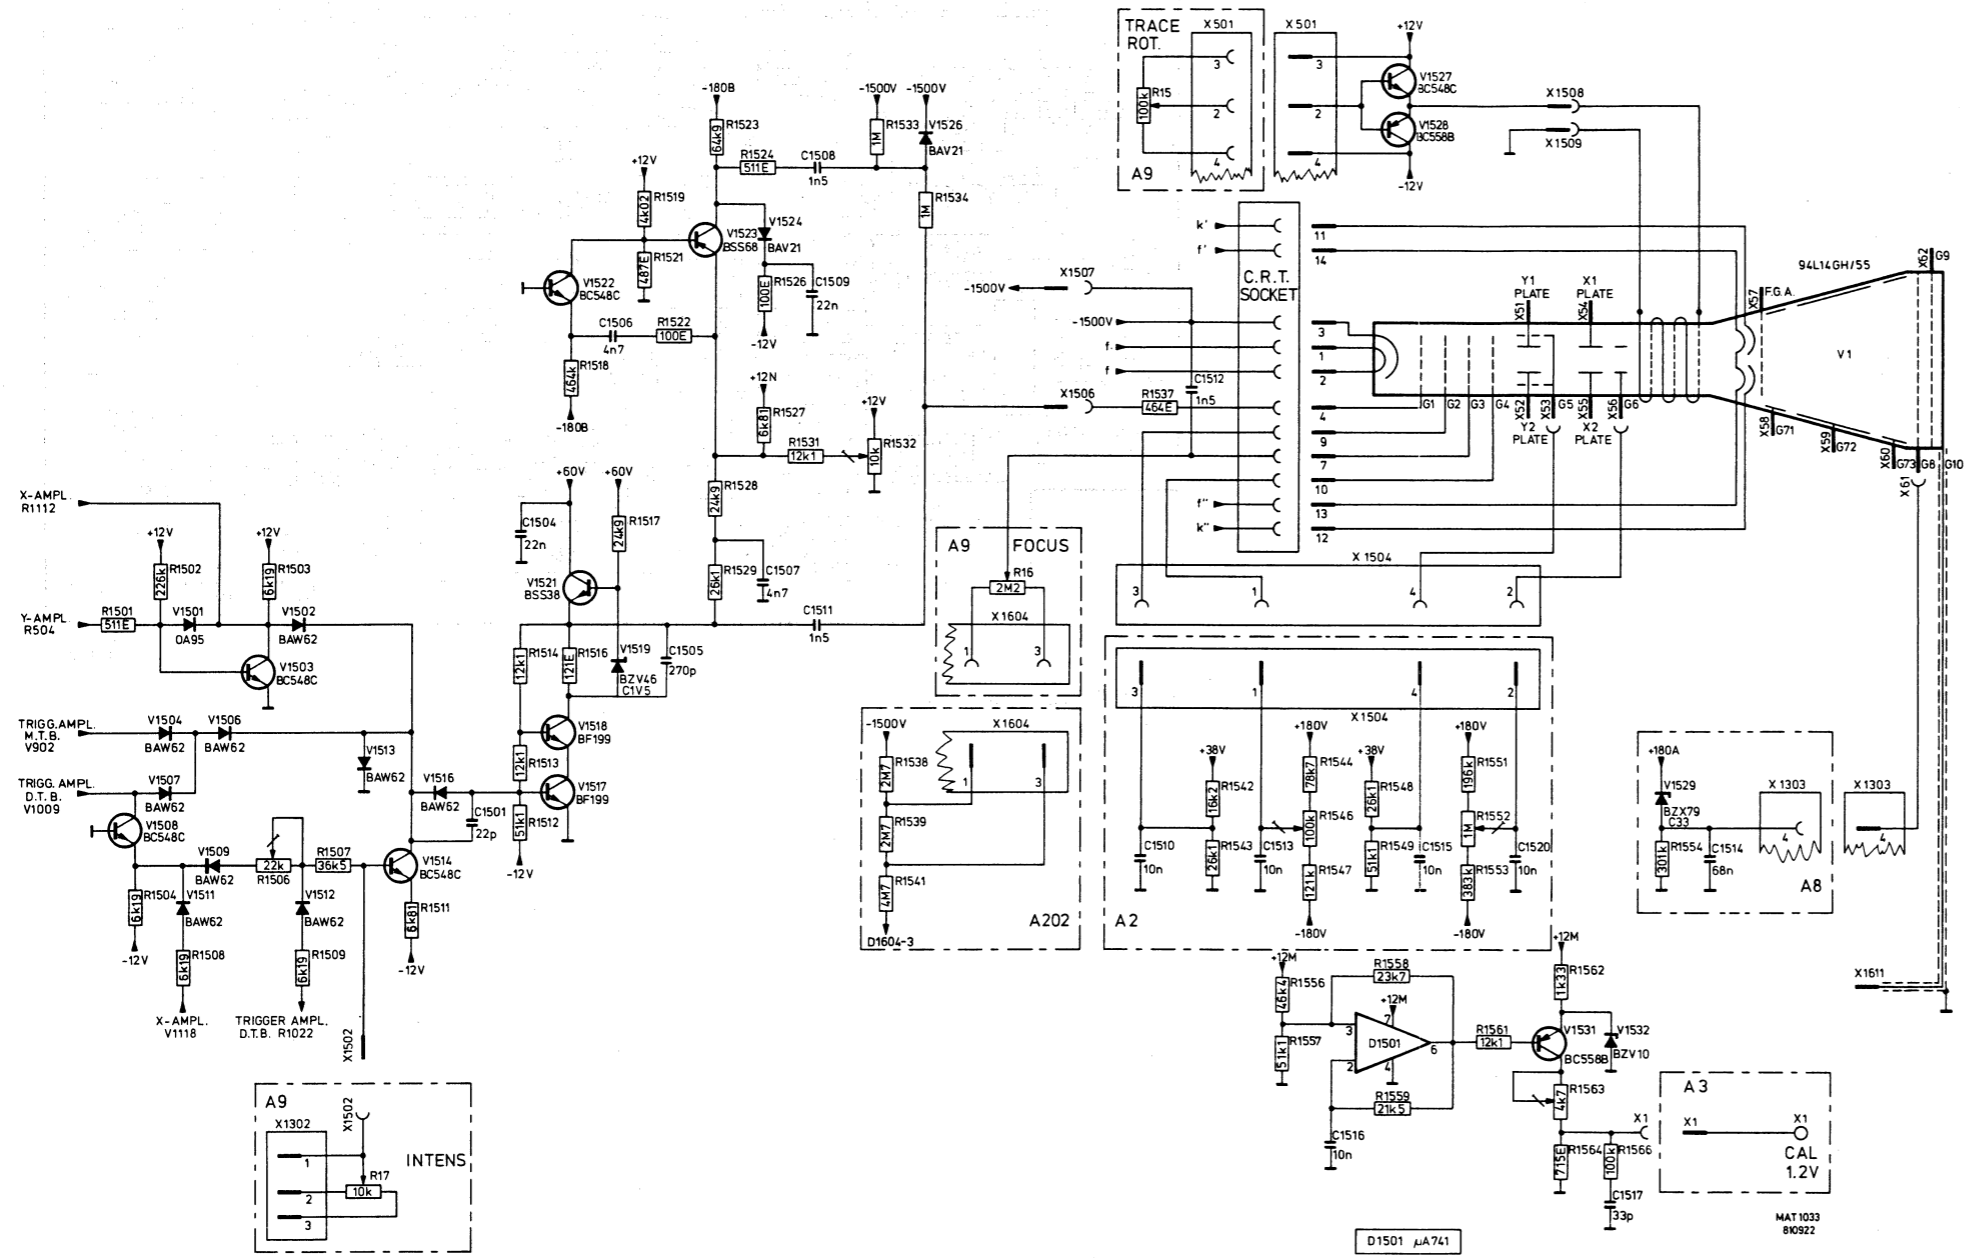 TRACE
ROT.
X501
3
R15
100k
2
4
A9
X501
3
2
4
+12V
V1527
BC548C
V1528
BC558B
-12V
X1508
X1509
-180B
R1523
64k9
R1524
511E
C1508
1n5
-1500V
R1533
1M
-1500V
V1526
BAV21
R1534
1M
+12V
R1519
4k02
R1521
487E
V1523
BSS68
V1524
BAV21
R1526
100E
C1509
22n
-12V
V1522
BC548C
C1506
4n7
R1522
100E
R1518
464k
-180B
+12N
R1527
6k81
R1531
12k1
+12V
R1532
10k
R1528
24k9
R1529
26k1
C1507
4n7
C1511
1n5
+60V
C1504
22n
+60V
R1517
24k9
V1521
BSS38
R1514
12k1
R1516
121E
V1519
BZV46
C1V5
C1505
270p
V1518
BF199
R1513
12k1
V1517
BF199
R1512
51k1
-12V
X-AMPL.
R1112
+12V
R1502
226k
+12V
R1503
6k19
Y-AMPL.
R504
R1501
511E
V1501
OA95
V1502
BAW62
V1503
BC548C
TRIGG.AMPL.
M.T.B.
V902
V1504
BAW62
V1506
BAW62
V1513
BAW62
TRIGG. AMPL.
D.T.B.
V1009
V1507
BAW62
V1508
BC548C
V1516
BAW62
C1501
22p
V1509
BAW62
22k
R1506
R1507
36k5
V1514
BC548C
R1504
6k19
-12V
V1511
BAW62
R1508
6k19
V1512
BAW62
R1509
6k19
R1511
6k81
-12V
X-AMPL.
V1118
TRIGGER AMPL.
D.T.B. R1022
X1502
A9
X1302
X1502
1
2
3
R17
10k
INTENS
k'
f'
C.R.T.
SOCKET
X1507
-1500V
-1500V
f
f
C1512
1n5
X1506
R1537
464E
f"
k"
11
14
3
1
2
4
9
7
10
13
12
94L14GH/55
Y1
PLATE
X51
X1
PLATE
X54
X57
F.G.A.
X62
G9
V1
G1
G2
G3
G4
X52
Y2
PLATE
X53
G5
X55
X2
PLATE
X56
G6
X58
G71
X59
G72
X60
G73
G8
X61
G10
A9
FOCUS
R16
2M2
X1604
1
3
X1504
3
1
4
2
-1500V
X1604
R1538
2M7
1
3
R1539
2M7
R1541
4M7
D1604-3
A202
3
1
4
2
X1504
+38V
R1542
16k2
+180V
R1544
78k7
+38V
R1548
26k1
+180V
R1551
196k
C1510
10n
R1543
26k1
C1513
10n
R1546
100k
R1547
121k
R1549
51k1
C1515
10n
R1552
1M
R1553
383k
C1520
10n
-180V
-180V
A2
+180A
V1529
BZX79
C33
R1554
301k
C1514
68n
X1303
4
A8
X1303
4
X1611
+12M
R1556
46k4
R1557
51k1
R1558
23k7
+12M
7
3
D1501
6
2
4
R1559
21k5
C1516
10n
R1561
12k1
+12M
R1562
1k33
V1531
BC558B
V1532
BZV10
R1563
4k7
R1564
715E
R1566
100k
C1517
33p
X1
A3
X1
X1
CAL
1.2V
MAT1033
810922
D1501 µA741